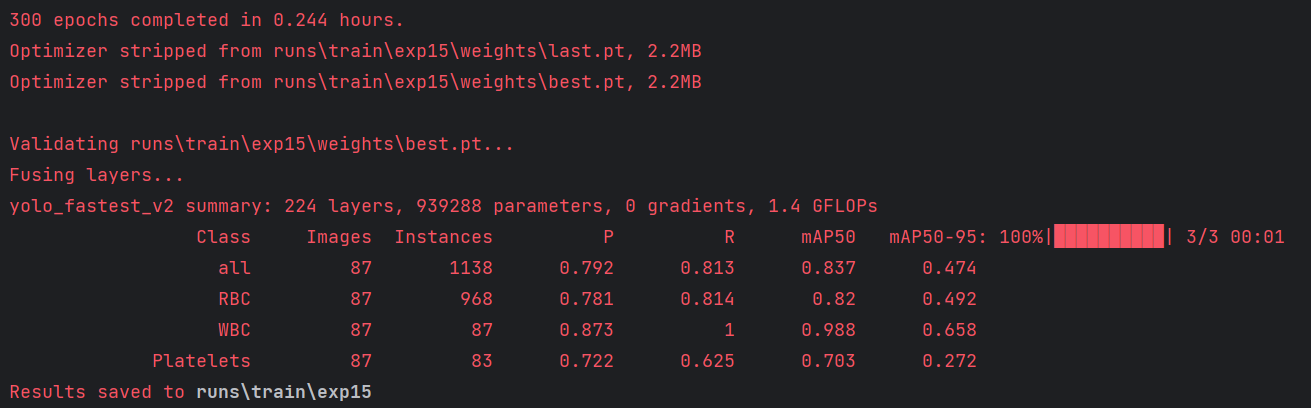 300 epochs completed in 0.244 hours.
Optimizer stripped from runs\train\exp15\weights\last.pt, 2.2MB
Optimizer stripped from runs\train\exp15\weights\best.pt, 2.2MB
Validating runs\train\exp15\weights\best.pt...
Fusing layers...
yolo_fastest_v2 summary: 224 layers, 939288 parameters, 0 gradients, 1.4 GFLOPs
Class Images Instances P R mAP50 mAP50-95: 100%|██████████| 3/3 00:01
all 87 1138 0.792 0.813 0.837 0.474
RBC 87 968 0.781 0.814 0.82 0.492
WBC 87 87 0.873 1 0.988 0.658
Platelets 87 83 0.722 0.625 0.703 0.272
Results saved to runs\train\exp15